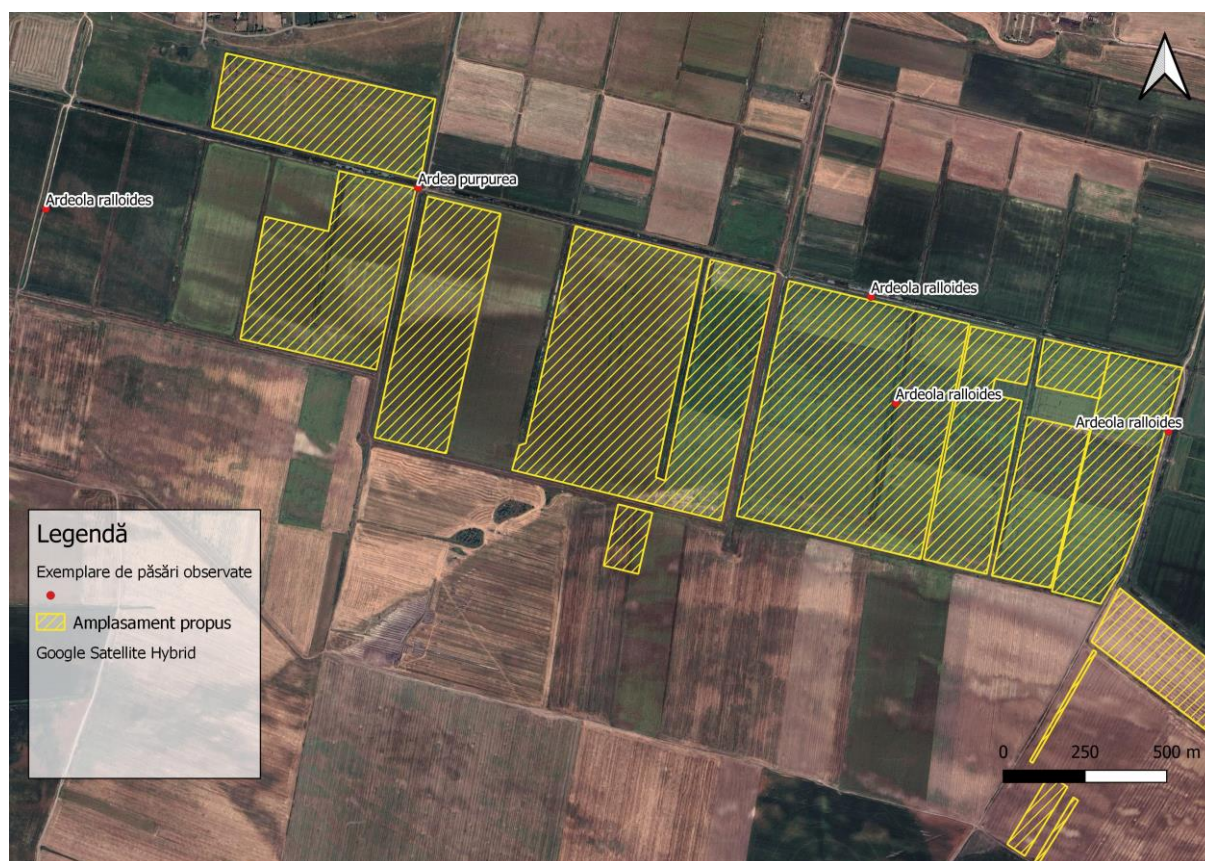 Ardea purpurea
Ardeola ralloides
Ardeola ralloides
Ardeola ralloides
Ardeola ralloides
Legendă
Exemplare de păsări observate
Amplasament propus
Google Satellite Hybrid
0 250 500 m